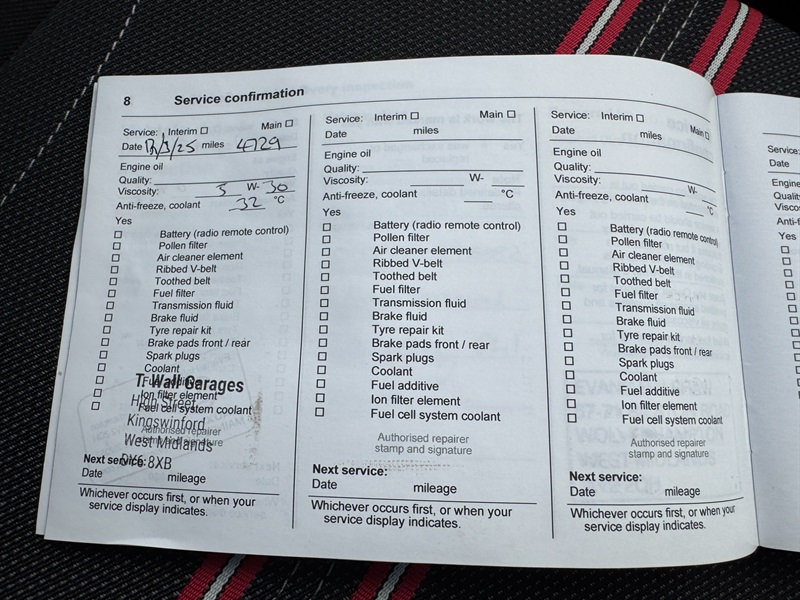 8 Service confirmation
Service: Interim ☐ Main ☐
Date /25 miles 4729
Engine oil
Quality:
Viscosity: 5 W- 30
Anti-freeze, coolant 32 °C
Yes
☐ Battery (radio remote control)
☐ Pollen filter
☐ Air cleaner element
☐ Ribbed V-belt
☐ Toothed belt
☐ Fuel filter
☐ Transmission fluid
☐ Brake fluid
☐ Tyre repair kit
☐ Brake pads front / rear
☐ Spark plugs
☐ Coolant
☐ Fuel additive
☐ Ion filter element
☐ Fuel cell system coolant
T. Wall Garages
High Street
Kingswinford
West Midlands
DY6 8XB
Authorised repairer
stamp and signature
Next service:
Date mileage
Whichever occurs first, or when your
service display indicates.
Service: Interim ☐ Main ☐
Date miles
Engine oil
Quality:
Viscosity: W-
Anti-freeze, coolant °C
Yes
☐ Battery (radio remote control)
☐ Pollen filter
☐ Air cleaner element
☐ Ribbed V-belt
☐ Toothed belt
☐ Fuel filter
☐ Transmission fluid
☐ Brake fluid
☐ Tyre repair kit
☐ Brake pads front / rear
☐ Spark plugs
☐ Coolant
☐ Fuel additive
☐ Ion filter element
☐ Fuel cell system coolant
Authorised repairer
stamp and signature
Next service:
Date mileage
Whichever occurs first, or when your
service display indicates.
Service: Interim ☐ Main ☐
Date miles
Engine oil
Quality:
Viscosity: W-
Anti-freeze, coolant °C
Yes
☐ Battery (radio remote control)
☐ Pollen filter
☐ Air cleaner element
☐ Ribbed V-belt
☐ Toothed belt
☐ Fuel filter
☐ Transmission fluid
☐ Brake fluid
☐ Tyre repair kit
☐ Brake pads front / rear
☐ Spark plugs
☐ Coolant
☐ Fuel additive
☐ Ion filter element
☐ Fuel cell system coolant
Authorised repairer
stamp and signature
Next service:
Date mileage
Whichever occurs first, or when your
service display indicates.
Service:
Date
Yes